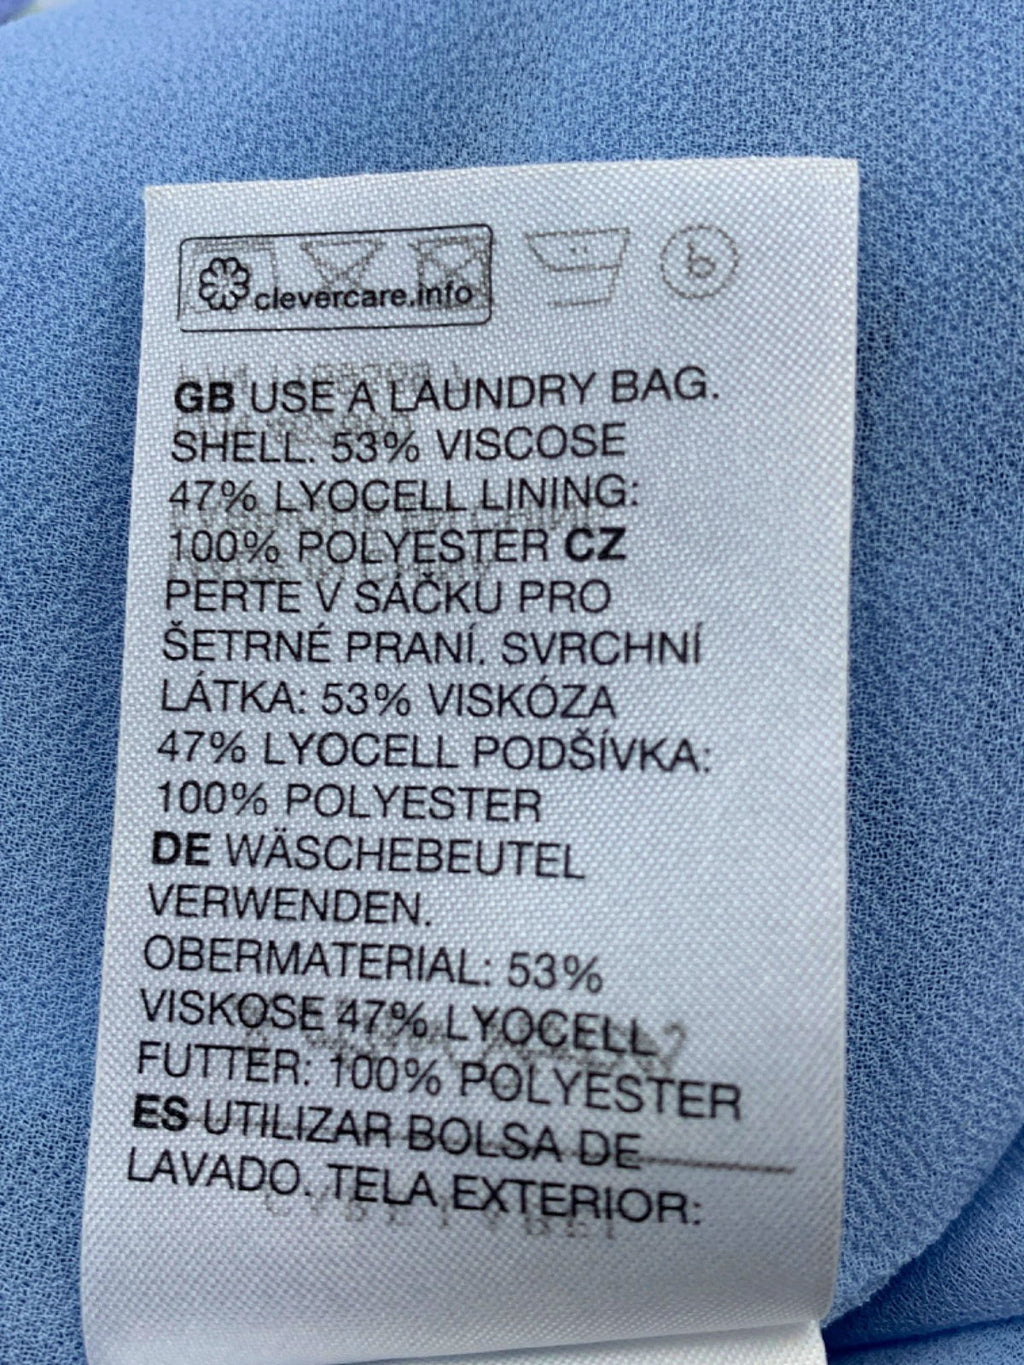 clevercare.info
GB USE A LAUNDRY BAG.
SHELL: 53% VISCOSE
47% LYOCELL LINING:
100% POLYESTER CZ
PERTE V SÁČKU PRO
ŠETRNÉ PRANÍ. SVRCHNÍ
LÁTKA: 53% VISKÓZA
47% LYOCELL PODŠÍVKA:
100% POLYESTER
DE WÄSCHEBEUTEL
VERWENDEN.
OBERMATERIAL: 53%
VISKOSE 47% LYOCELL
FUTTER: 100% POLYESTER
ES UTILIZAR BOLSA DE
LAVADO. TELA EXTERIOR: